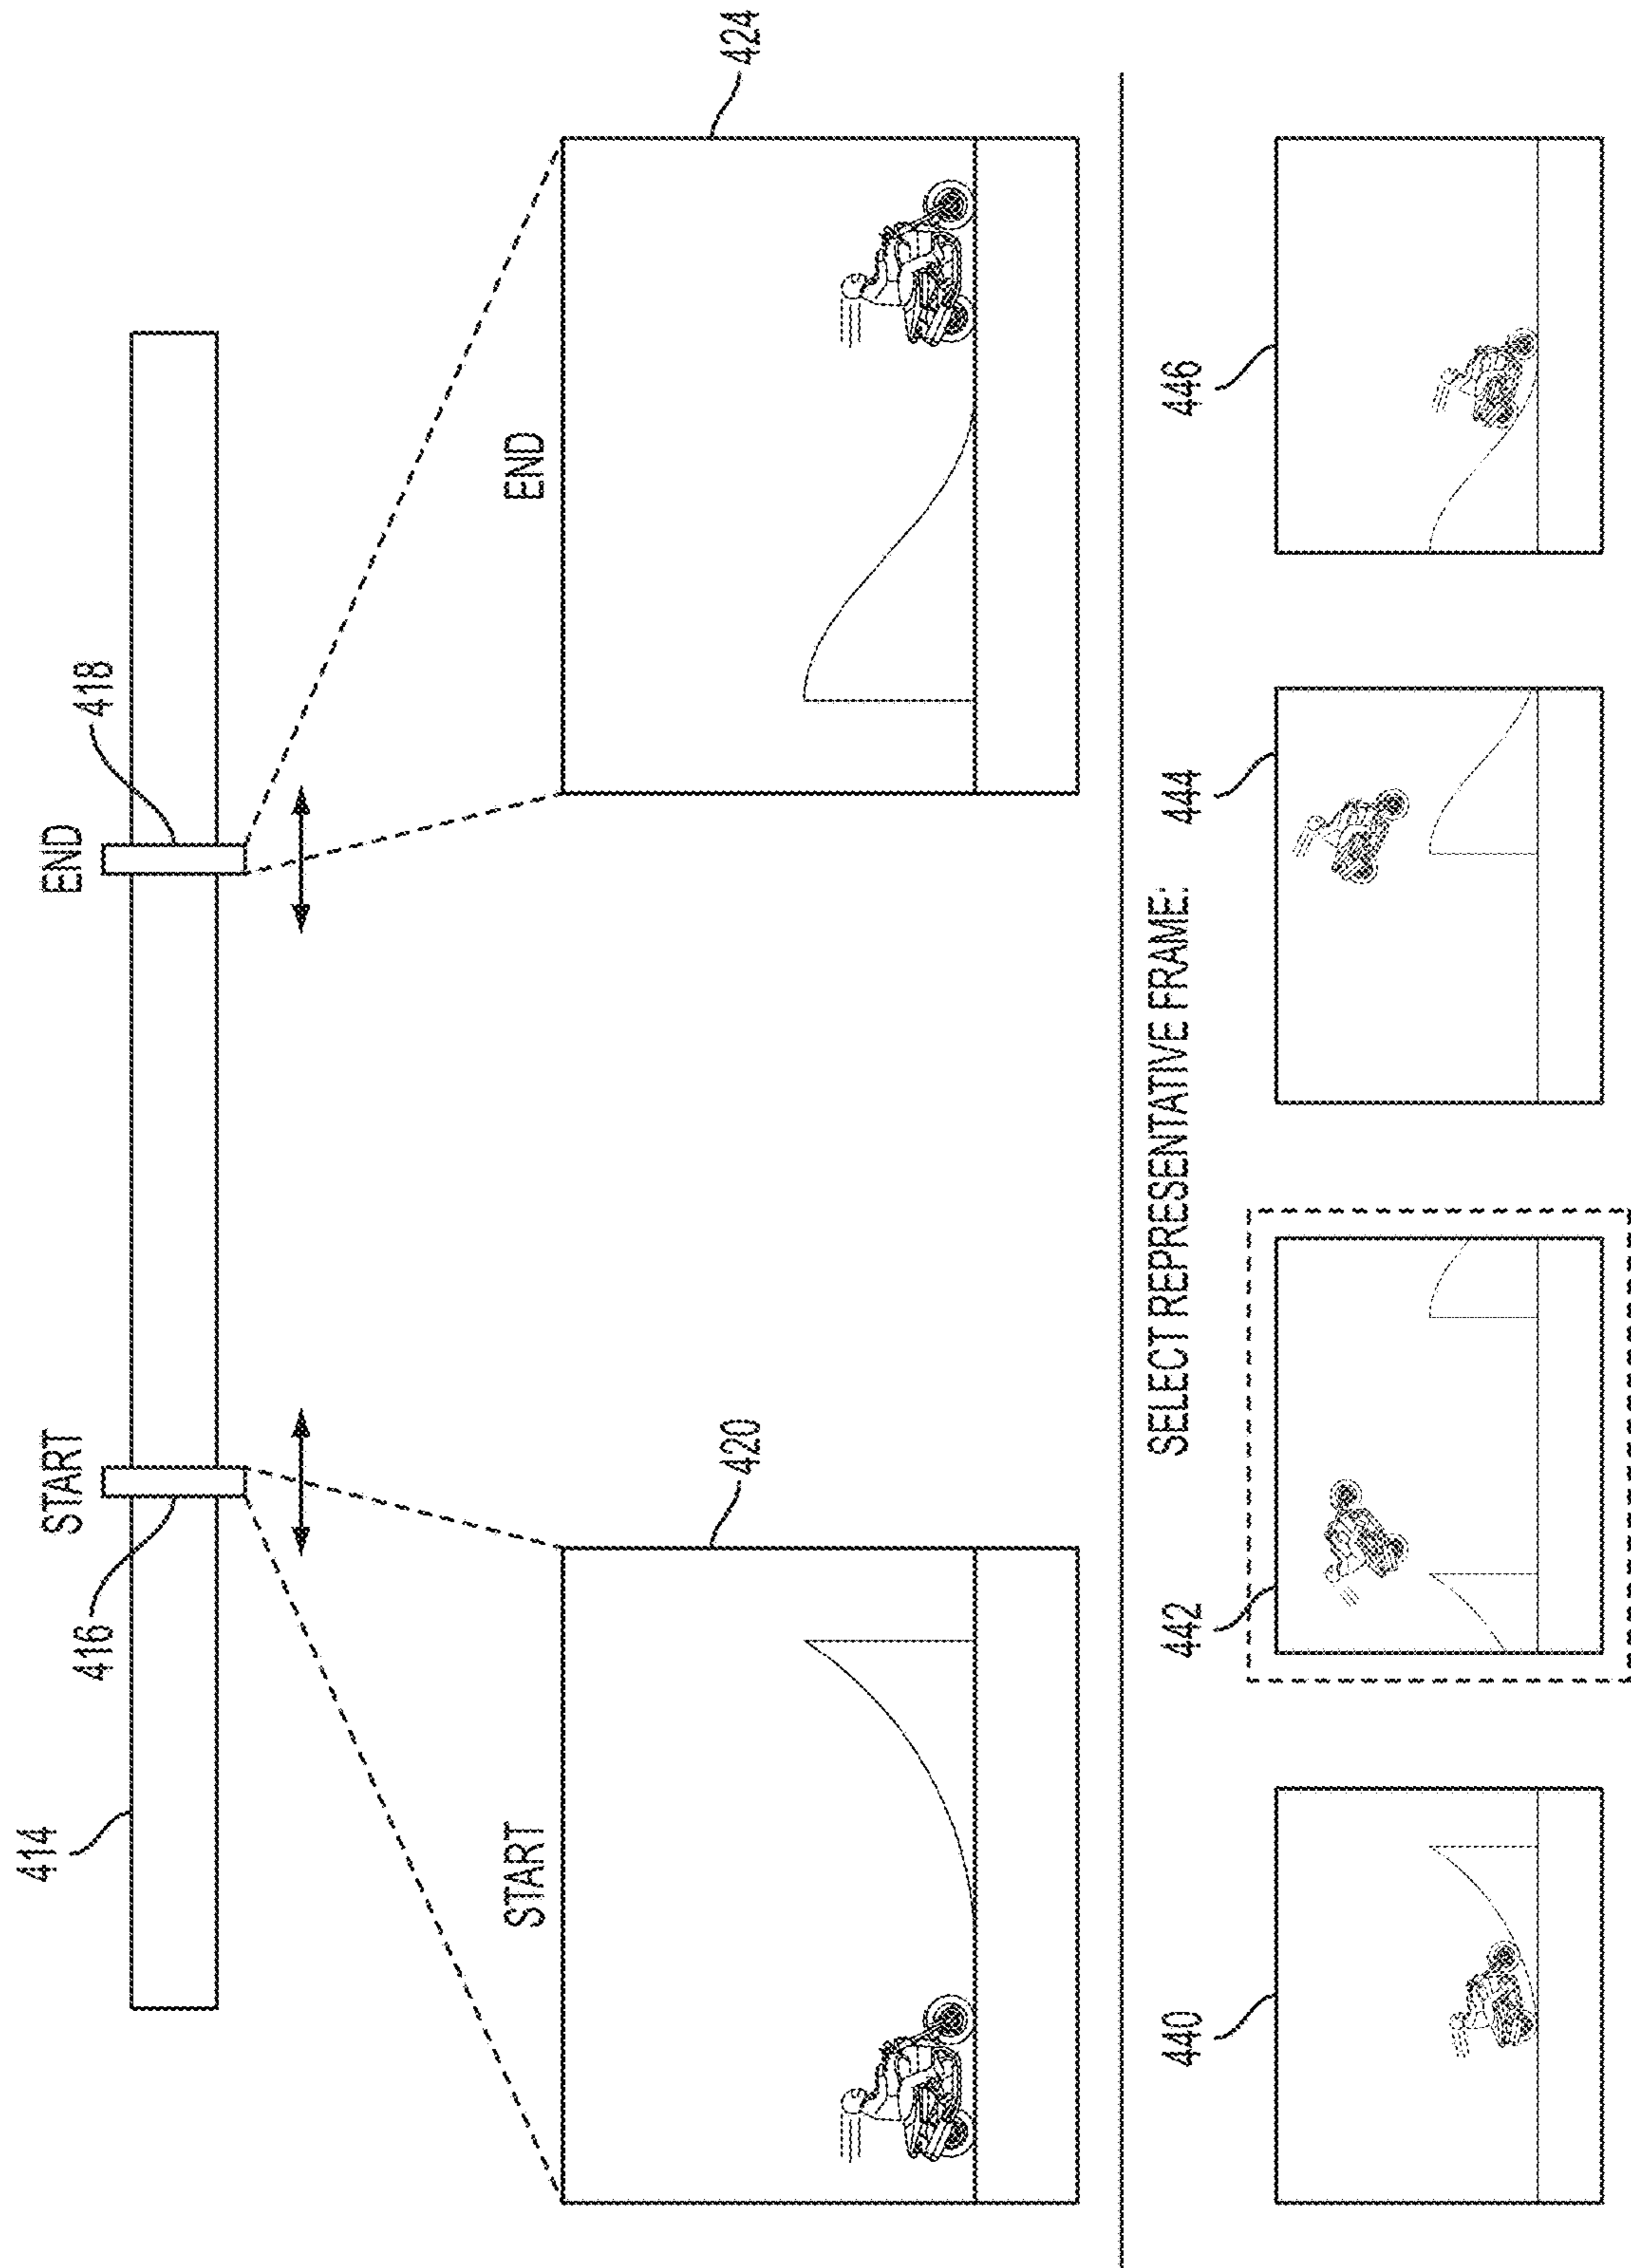 414
START
416
END
418
START
420
END
424
SELECT REPRESENTATIVE FRAME:
440
442
444
446